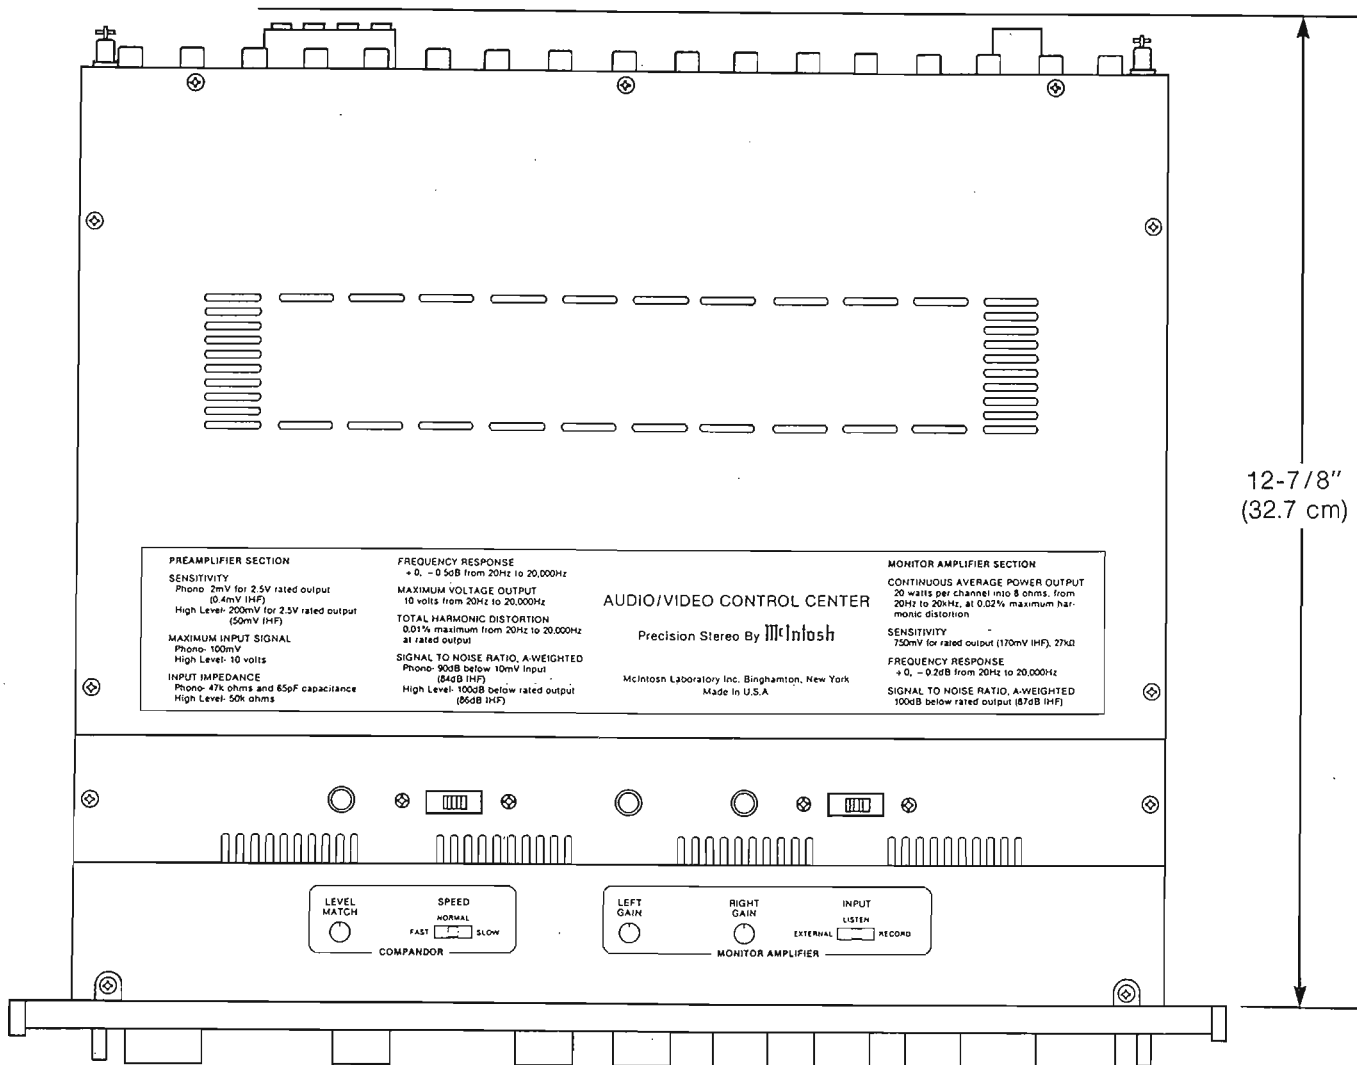 12-7/8"
(32.7 cm)
PREAMPLIFIER SECTION
SENSITIVITY
Phono 2mV for 2.5V rated output
(0.4mV IHF)
High Level- 200mV for 2.5V rated output
(50mV IHF)
MAXIMUM INPUT SIGNAL
Phono- 100mV
High Level- 10 volts
INPUT IMPEDANCE
Phono- 47k ohms and 65pF capacitance
High Level- 50k ohms
FREQUENCY RESPONSE
+0, -0.5dB from 20Hz to 20,000Hz
MAXIMUM VOLTAGE OUTPUT
10 volts from 20Hz to 20,000Hz
TOTAL HARMONIC DISTORTION
0.01% maximum from 20Hz to 20,000Hz
at rated output
SIGNAL TO NOISE RATIO, A-WEIGHTED
Phono- 90dB below 10mV Input
(84dB IHF)
High Level- 100dB below rated output
(86dB IHF)
AUDIO/VIDEO CONTROL CENTER
Precision Stereo By McIntosh
McIntosh Laboratory Inc. Binghamton, New York
Made in U.S.A
MONITOR AMPLIFIER SECTION
CONTINUOUS AVERAGE POWER OUTPUT
20 watts per channel into 8 ohms, from
20Hz to 20kHz, at 0.02% maximum har-
monic distortion
SENSITIVITY
750mV for rated output (170mV IHF), 27kΩ
FREQUENCY RESPONSE
+0, -0.2dB from 20Hz to 20,000Hz
SIGNAL TO NOISE RATIO, A-WEIGHTED
100dB below rated output (87dB IHF)
LEVEL
MATCH
SPEED
NORMAL
FAST SLOW
COMPANDOR
LEFT
GAIN
RIGHT
GAIN
INPUT
LISTEN
EXTERNAL RECORD
MONITOR AMPLIFIER